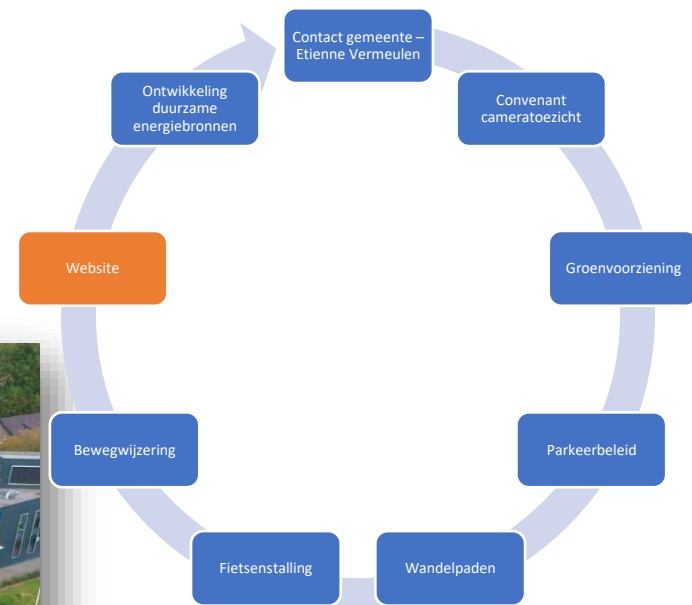 Contact gemeente –
Etienne Vermeulen
Convenant
cameratoezicht
Groenvoorziening
Parkeerbeleid
Wandelpaden
Fietsenstalling
Bewegwijzering
Website
Ontwikkeling
duurzame
energiebronnen